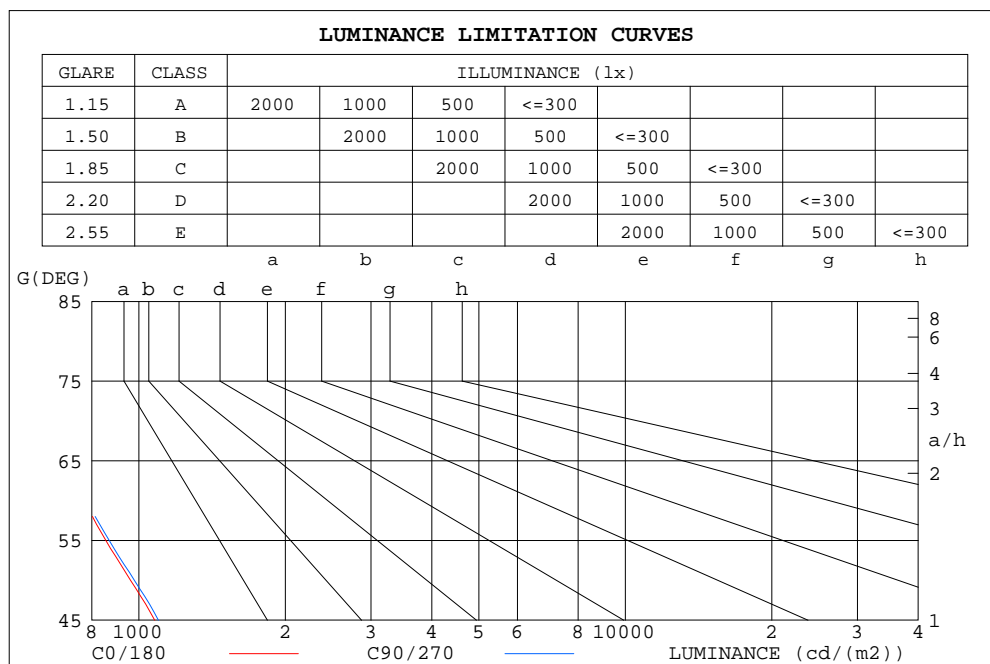 LUMINANCE LIMITATION CURVES
GLARE CLASS ILLUMINANCE (lx)
1.15 A 2000 1000 500 <=300
1.50 B 2000 1000 500 <=300
1.85 C 2000 1000 500 <=300
2.20 D 2000 1000 500 <=300
2.55 E 2000 1000 500 <=300
a b c d e f g h
G(DEG)
a b c d e f g h
85
8
6
75
4
3
a/h
65
2
55
45
1
8 1000 2 3 4 5 6 8 10000 2 3 4
C0/180 C90/270 LUMINANCE (cd/(m2))